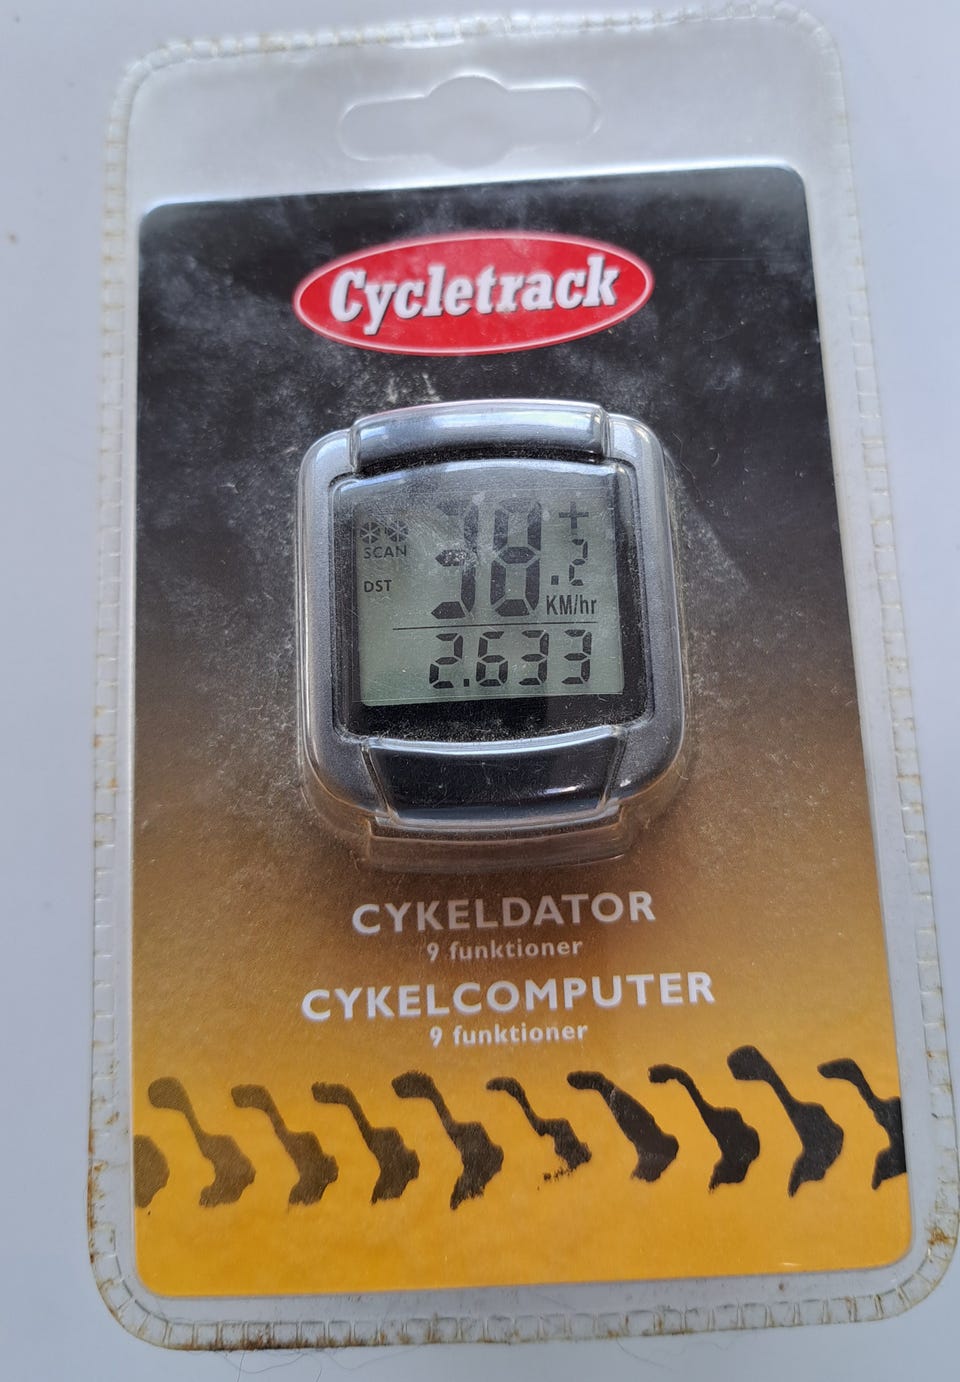 Cycletrack
38.2 +
SCAN
DST
KM/hr
2.633
CYKELDATOR
9 funktioner
CYKELCOMPUTER
9 funktioner